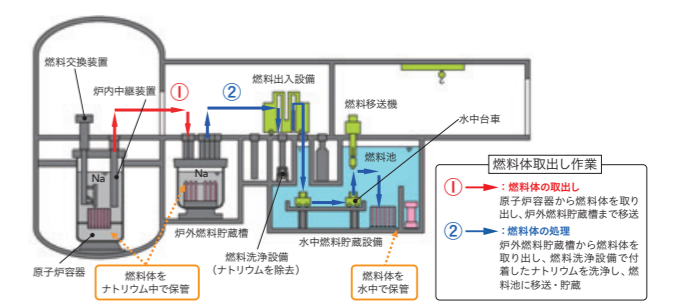 燃料交換装置
炉内中継装置
①
②
燃料出入設備
燃料移送機
水中台車
燃料池
Na
Na
原子炉容器
炉外燃料貯蔵槽
燃料洗浄設備
(ナトリウムを除去)
水中燃料貯蔵設備
燃料体を
ナトリウム中で保管
燃料体を
水中で保管
燃料体取出し作業
① :燃料体の取出し
原子炉容器から燃料体を取り
出し、炉外燃料貯蔵槽まで移送
② :燃料体の処理
炉外燃料貯蔵槽から燃料体を
取り出し、燃料洗浄設備で付
着したナトリウムを洗浄し、燃
料池に移送・貯蔵